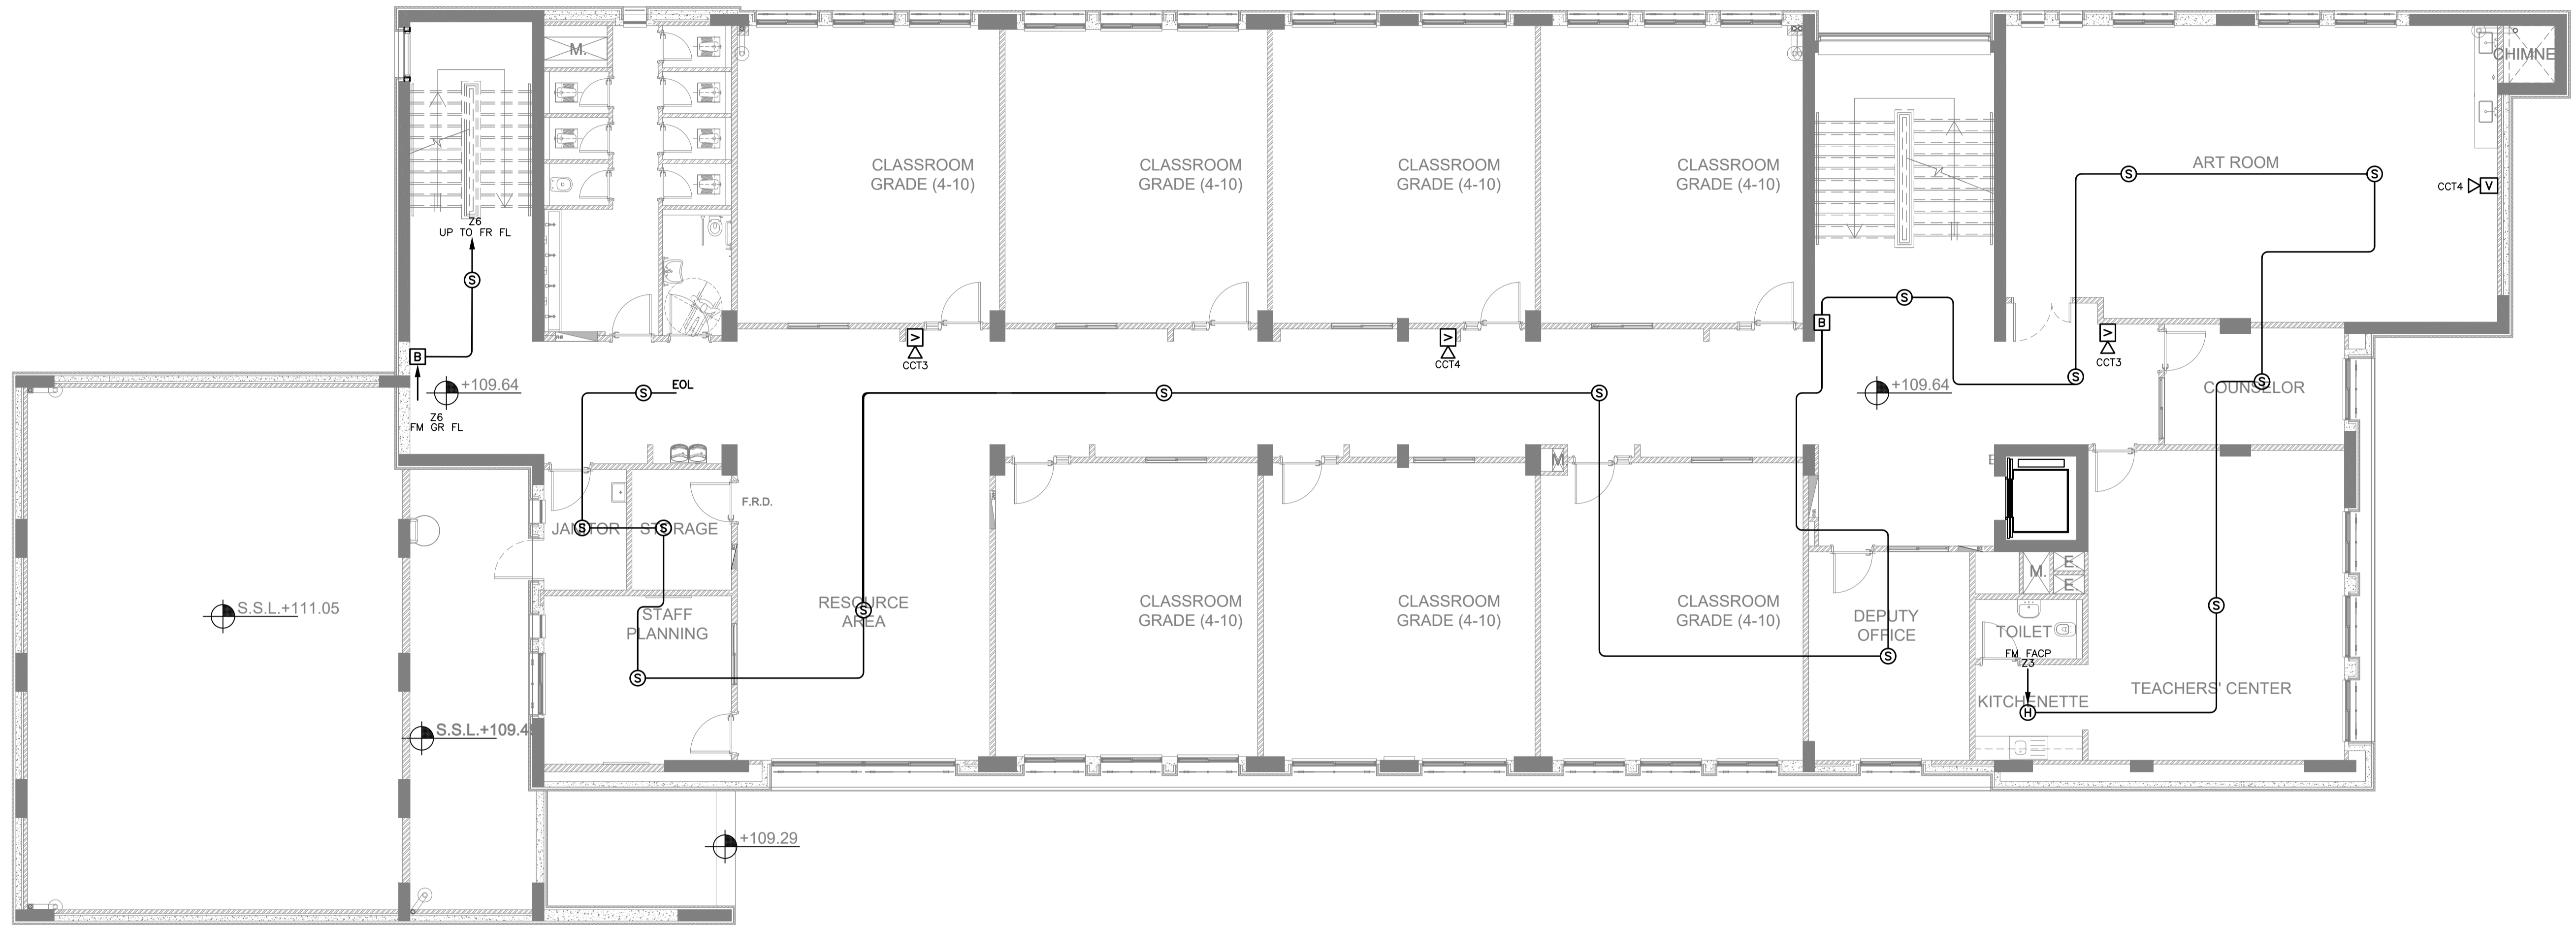 M.
CHIMNE
CLASSROOM
GRADE (4-10)
CLASSROOM
GRADE (4-10)
CLASSROOM
GRADE (4-10)
CLASSROOM
GRADE (4-10)
ART ROOM
S
S
CCT4
V
Z6
UP TO FR FL
S
S
B
V
CCT3
V
CCT4
V
CCT3
B
+109.64
Z6
FM GR FL
S
EOL
S
S
+109.64
S
S
COUNSELOR
M
F.R.D.
S
JANITOR
S
STORAGE
M.
E
E
S.S.L.+111.05
STAFF
PLANNING
RESOURCE
AREA
S
CLASSROOM
GRADE (4-10)
CLASSROOM
GRADE (4-10)
CLASSROOM
GRADE (4-10)
DEPUTY
OFFICE
S
TOILET
S
FM FACP
Z3
S
TEACHERS' CENTER
KITCHENETTE
H
S.S.L.+109.49
+109.29